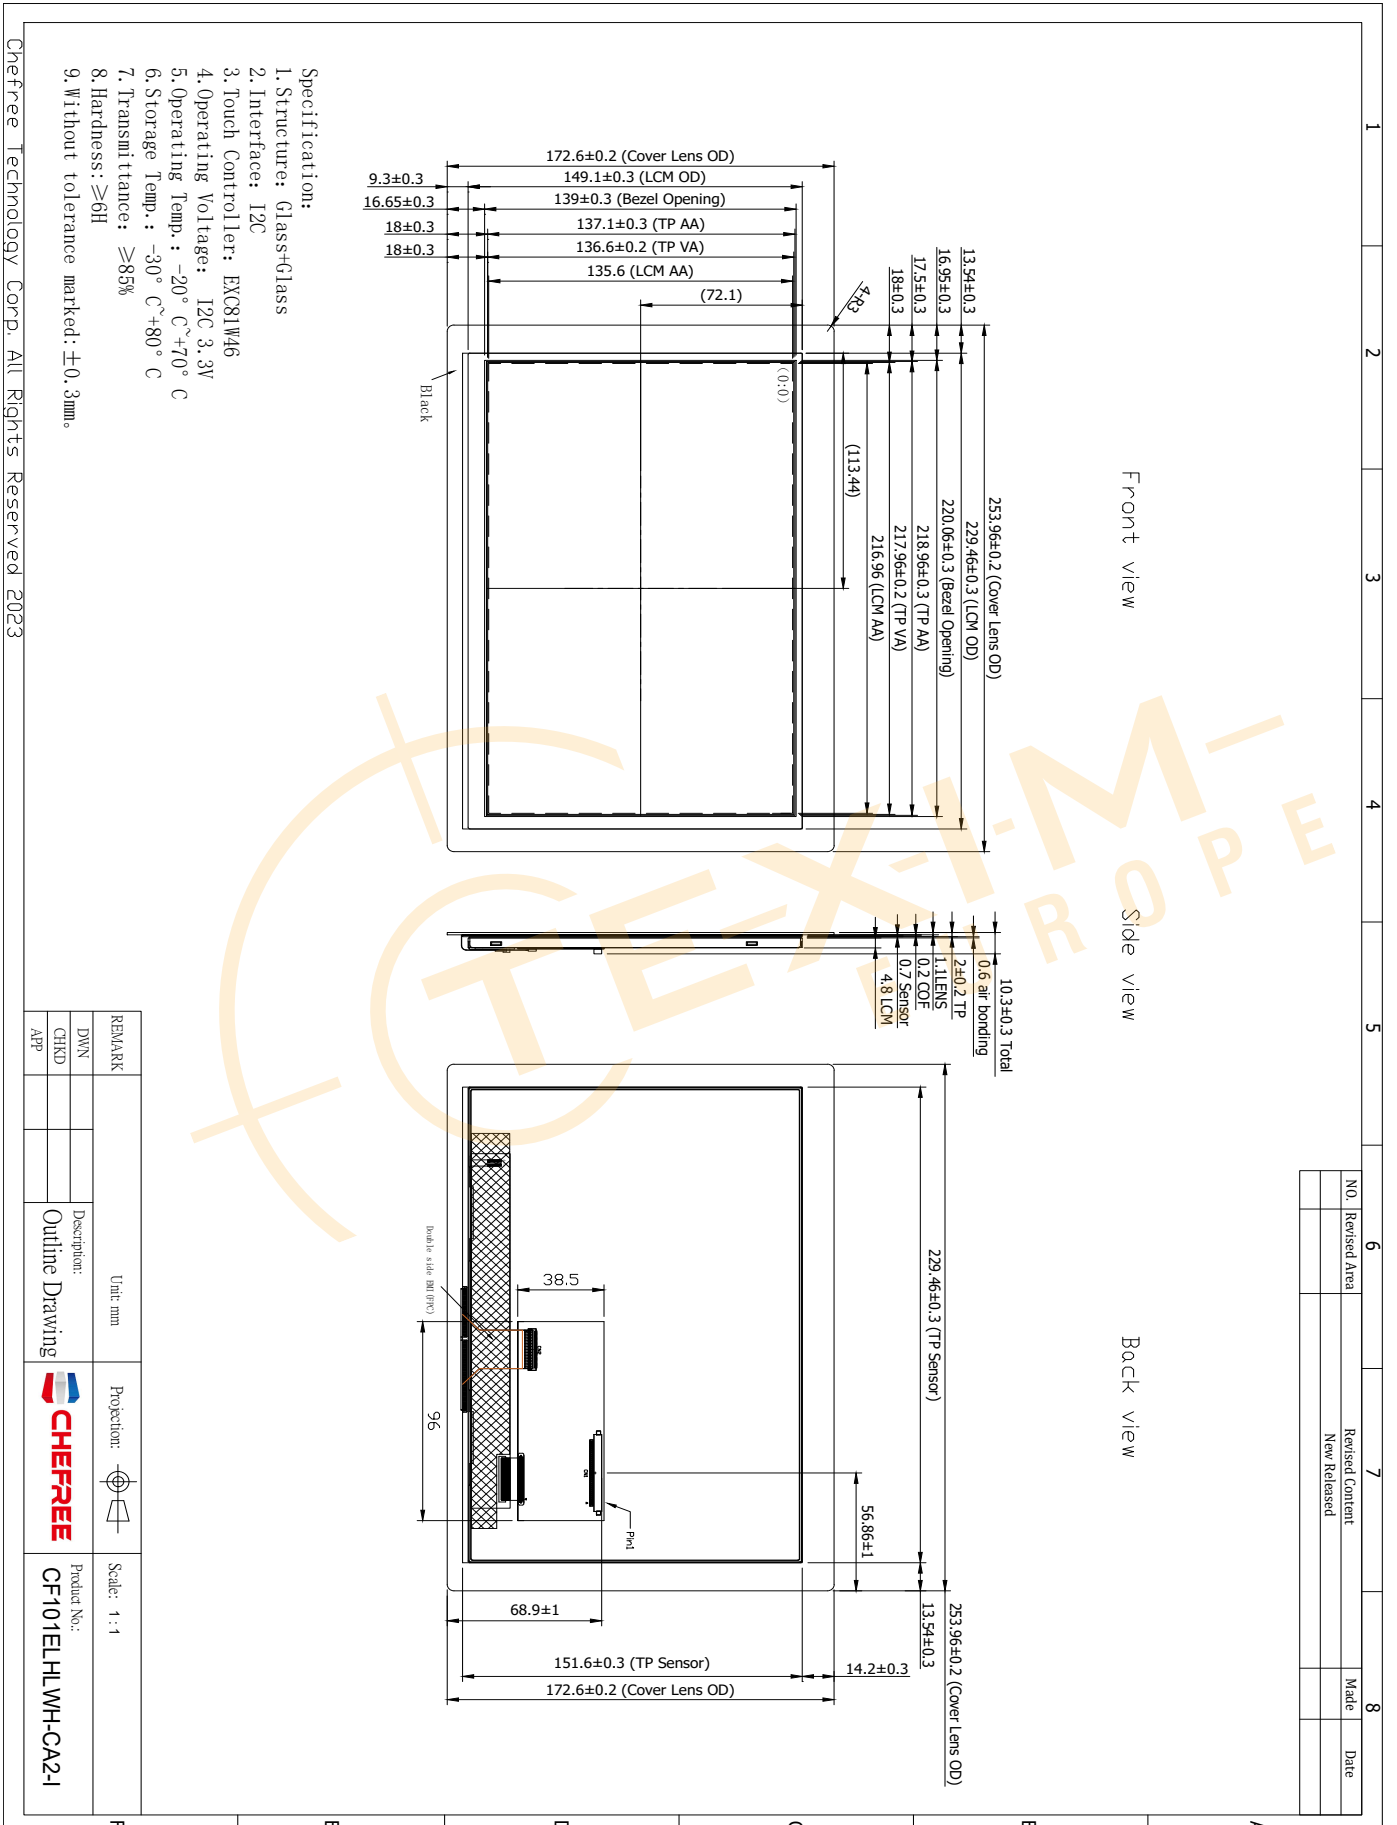 1
2
3
4
5
6
7
8
NO.
Revised Area
Revised Content
Made
Date
New Released
Front view
Side view
Back view
253.96±0.2 (Cover Lens OD)
229.46±0.3 (LCM OD)
220.06±0.3 (Bezel Opening)
218.96±0.3 (TP AA)
217.96±0.2 (TP VA)
216.96 (LCM AA)
(113.44)
13.54±0.3
16.95±0.3
17.5±0.3
18±0.3
4-R3
172.6±0.2 (Cover Lens OD)
149.1±0.3 (LCM OD)
139±0.3 (Bezel Opening)
137.1±0.3 (TP AA)
136.6±0.2 (TP VA)
135.6 (LCM AA)
(72.1)
9.3±0.3
16.65±0.3
18±0.3
18±0.3
(0:0)
Black
10.3±0.3 Total
0.6 air bonding
2±0.2 TP
1.1LENS
0.2 COF
0.7 Sensor
4.8 LCM
253.96±0.2 (Cover Lens OD)
13.54±0.3
229.46±0.3 (TP Sensor)
56.86±1
14.2±0.3
38.5
96
Pin1
Double side EMI(FPC)
68.9±1
151.6±0.3 (TP Sensor)
172.6±0.2 (Cover Lens OD)
Specification:
1.Structure: Glass+Glass
2.Interface: I2C
3.Touch Controller: EXC81W46
4.Operating Voltage: I2C 3.3V
5.Operating Temp.: -20° C~+70° C
6.Storage Temp.: -30° C~+80° C
7.Transmittance: ≥85%
8.Hardness:≥6H
9.Without tolerance marked:±0.3mm。
TEXIM
EUROPE
REMARK
Unit: mm
Projection:
Scale: 1:1
DWN
CHKD
APP
Description:
Outline Drawing
CHEFREE
Product No.:
CF101ELHLWH-CA2-I
Chefree Technology Corp. All Rights Reserved 2023